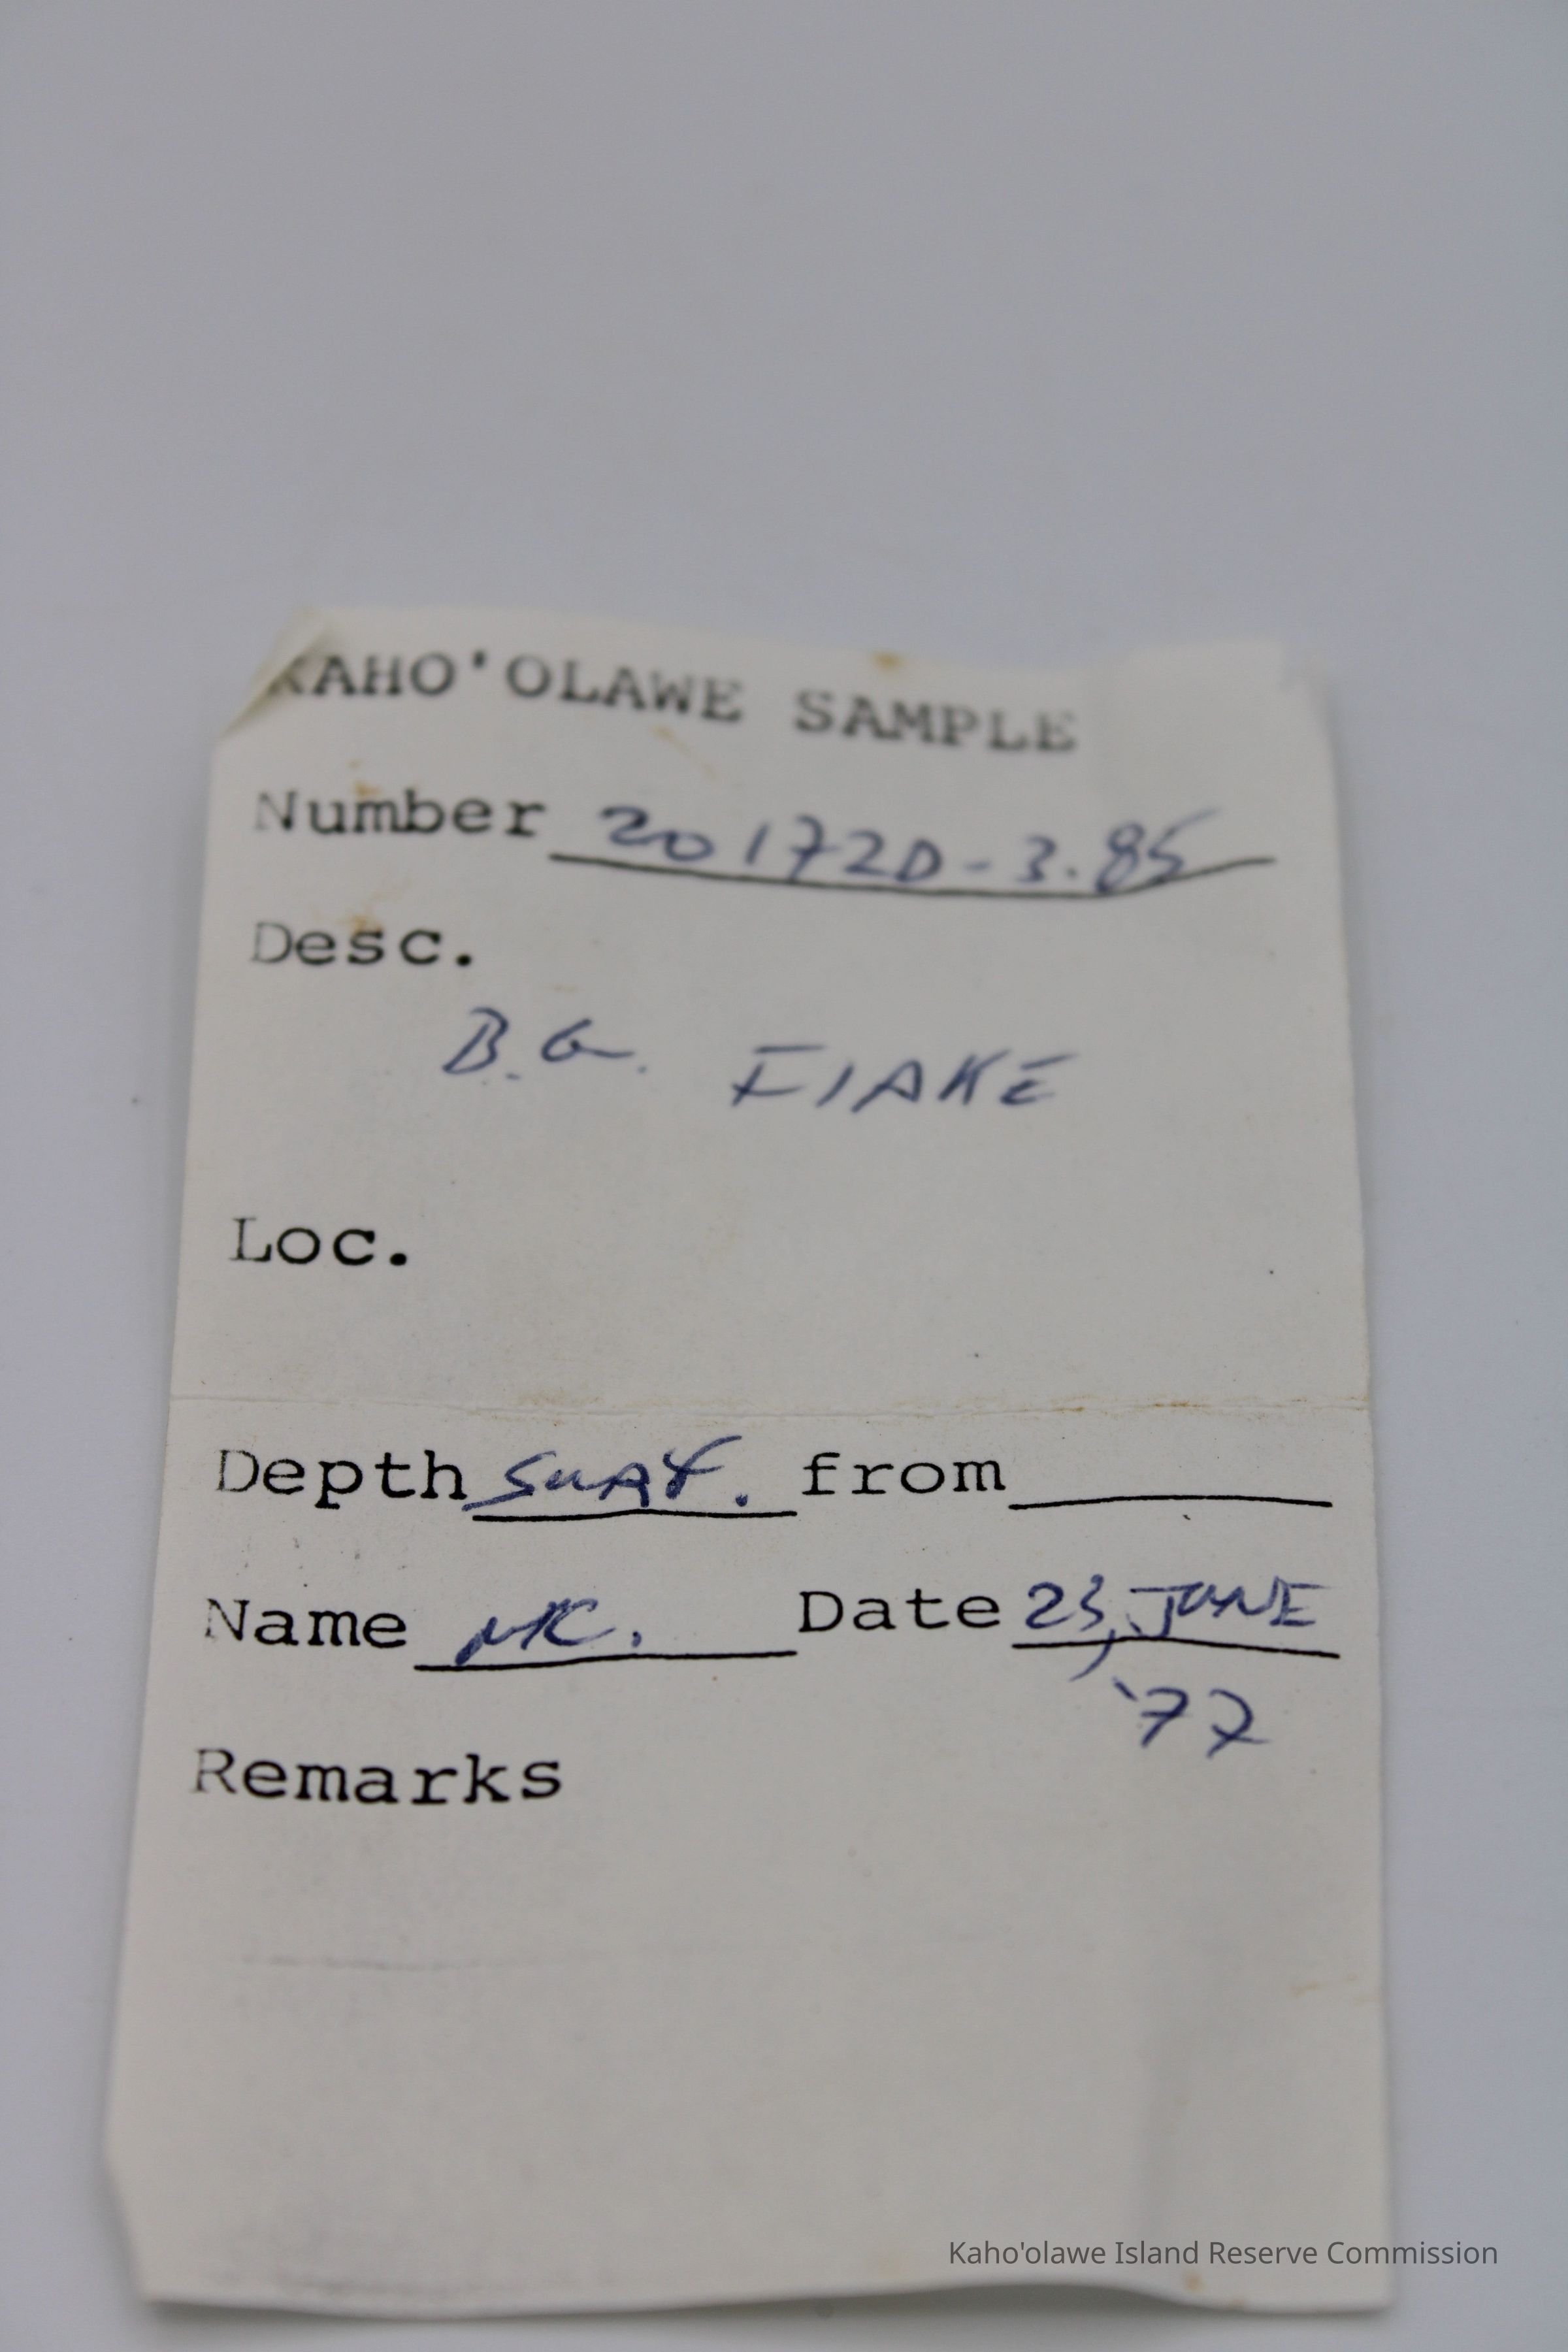 KAHO'OLAWE SAMPLE
Number 20172D-3.85
Desc.
B.G. FLAKE
Loc.
Depth SURF. from
Name MC. Date 23, JUNE
'77
Remarks
Kaho'olawe Island Reserve Commission